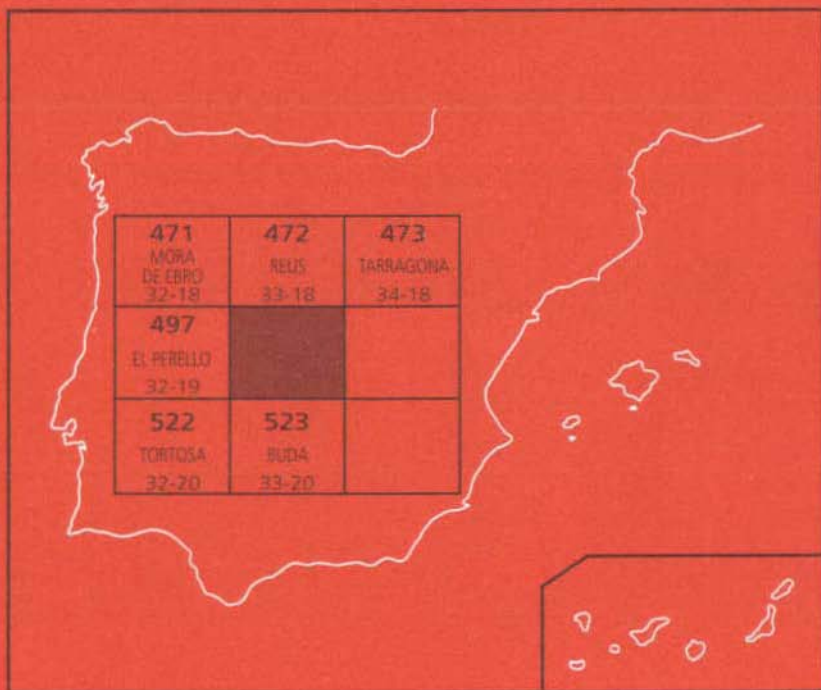 471
MORA
DE EBRO
32-18
472
REUS
33-18
473
TARRAGONA
34-18
497
EL PERELLO
32-19
522
TORTOSA
32-20
523
BUDA
33-20